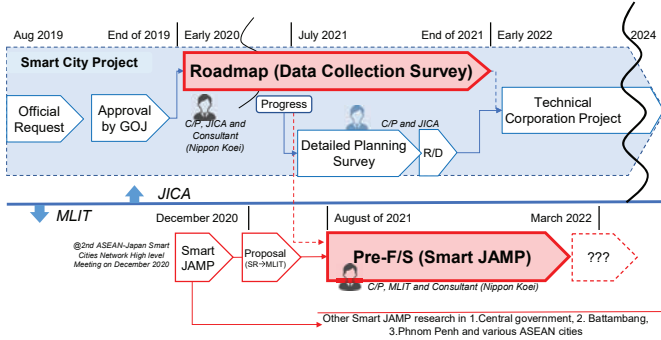 Aug 2019
End of 2019
Early 2020
July 2021
End of 2021
Early 2022
2024
Smart City Project
Roadmap (Data Collection Survey)
Official
Request
Approval
by GOJ
C/P, JICA and
Consultant
(Nippon Koei)
Progress
C/P and JICA
Detailed Planning
Survey
R/D
Technical
Corporation Project
JICA
MLIT
December 2020
August of 2021
March 2022
@2nd ASEAN-Japan Smart
Cities Network High level
Meeting on December 2020
Smart
JAMP
Proposal
(SR→MLIT)
Pre-F/S (Smart JAMP)
C/P, MLIT and Consultant (Nippon Koei)
???
Other Smart JAMP research in 1.Central government, 2. Battambang,
3.Phnom Penh and various ASEAN cities